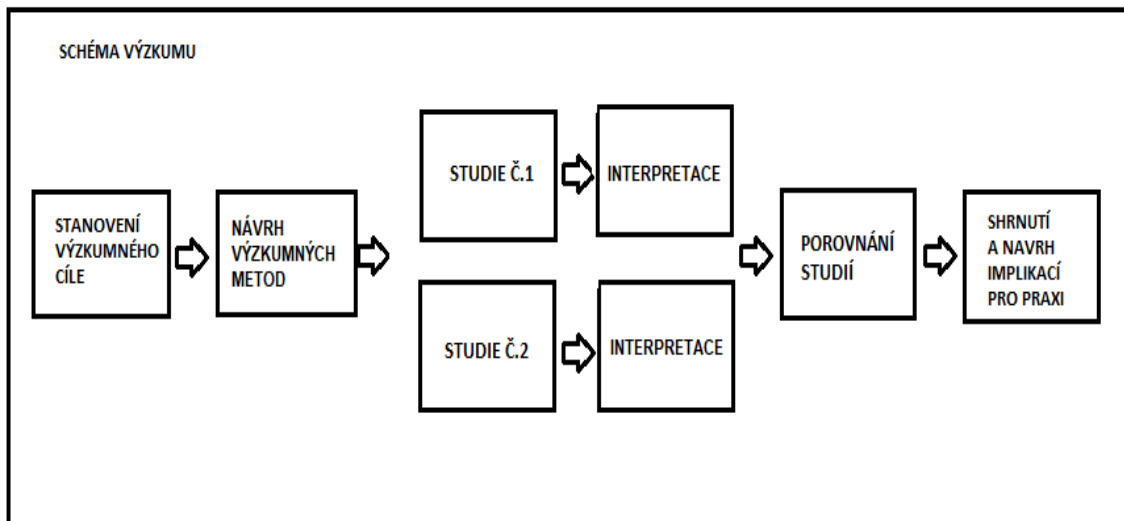 SCHÉMA VÝZKUMU
STANOVENÍ
VÝZKUMNÉHO
CÍLE
NÁVRH
VÝZKUMNÝCH
METOD
STUDIE Č.1
INTERPRETACE
STUDIE Č.2
INTERPRETACE
POROVNÁNÍ
STUDIÍ
SHRNUTÍ
A NAVRH
IMPLIKACÍ
PRO PRAXI